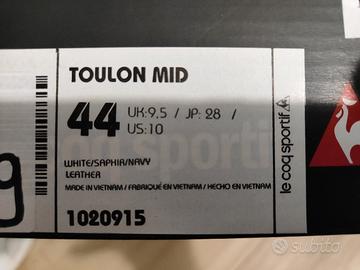 TOULON MID
44 UK:9.5 / JP: 28 /
US:10
WHITE/SAPHIR/NAVY
LEATHER
MADE IN VIETNAM / FABRIQUÉ EN VIETNAM / HECHO EN VIETNAM
1020915
le coq sportif
9
subito